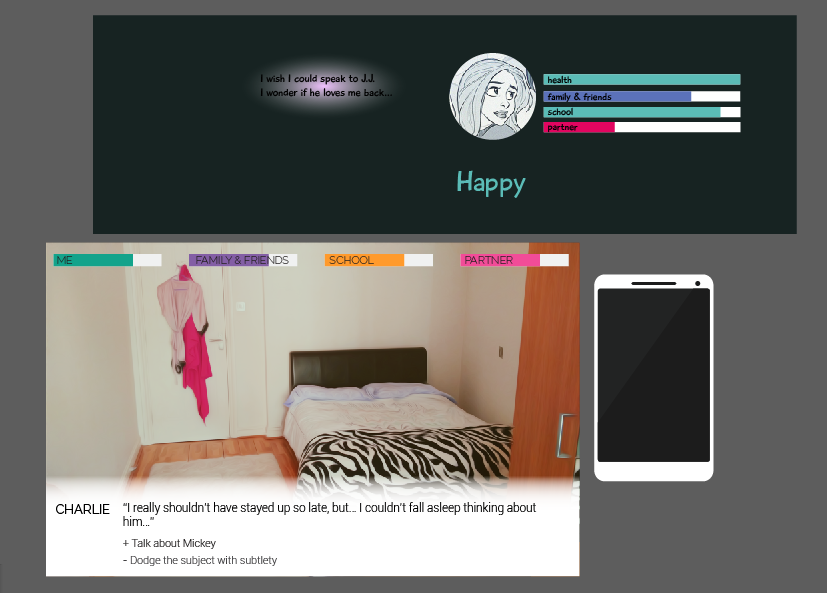 I wish I could speak to J.J.
I wonder if he loves me back...
health
family & friends
school
partner
Happy
ME
FAMILY & FRIENDS
SCHOOL
PARTNER
CHARLIE
“I really shouldn't have stayed up so late, but... I couldn't fall asleep thinking about
him...”
+ Talk about Mickey
- Dodge the subject with subtlety